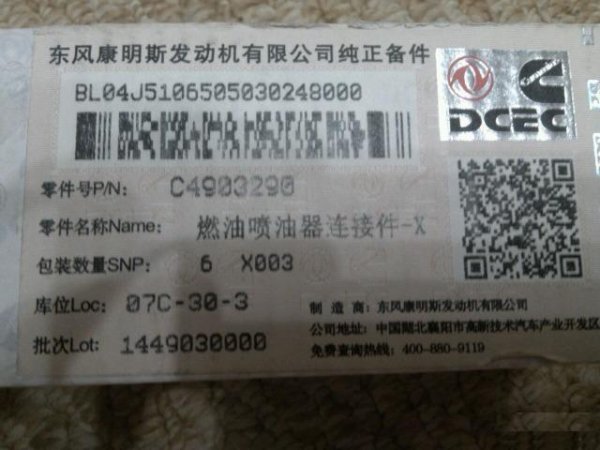 东风康明斯发动机有限公司纯正备件
BL04J5106505030248000
DCEC
零件号P/N: C4903290
零件名称Name: 燃油喷油器连接件-X
包装数量SNP: 6 X003
库位Loc: 07C-30-3
批次Lot: 1449030000
制 造 商: 东风康明斯发动机有限公司
公司地址: 中国湖北襄阳市高新技术汽车产业开发区
免费查询热线: 400-880-9119